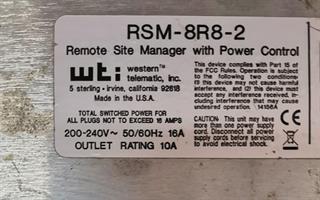 RSM-8R8-2
Remote Site Manager with Power Control
wti western™
telematic, inc.
5 sterling · irvine, california 92618
Made in the U.S.A.
This device complies with Part 15 of
the FCC Rules. Operation is subject to
the following two conditions:
(1) this device may not cause harmful
interference, and (2) this device must
accept any interference received,
including interference that may cause
undesired operation. 14156A
TOTAL SWITCHED POWER FOR
ALL PLUGS NOT TO EXCEED 16 AMPS
200-240V~ 50/60Hz 16A
OUTLET RATING 10A
CE
CAUTION: This unit may have
more than one power supply cord.
Disconnect all power supply
cords before servicing
to avoid electrical shock.